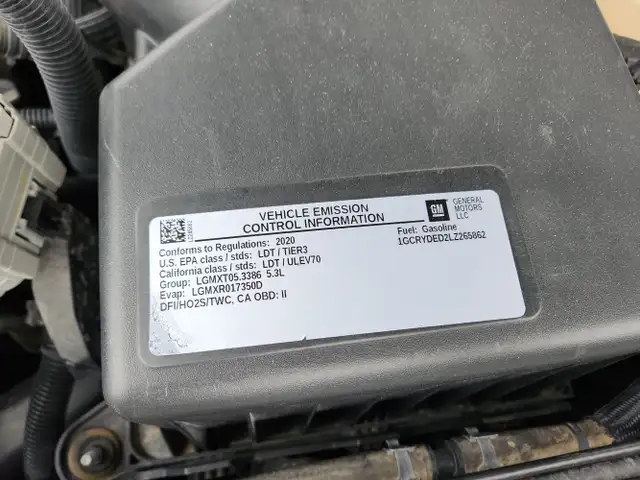 VEHICLE EMISSION
CONTROL INFORMATION
GM
GENERAL
MOTORS
LLC
Conforms to Regulations: 2020
U.S. EPA class / stds: LDT / TIER3
California class / stds: LDT / ULEV70
Group: LGMXT05.3386 5.3L
Evap: LGMXR017350D
DFI/HO2S/TWC, CA OBD: II
Fuel: Gasoline
1GCRYDED2LZ265862